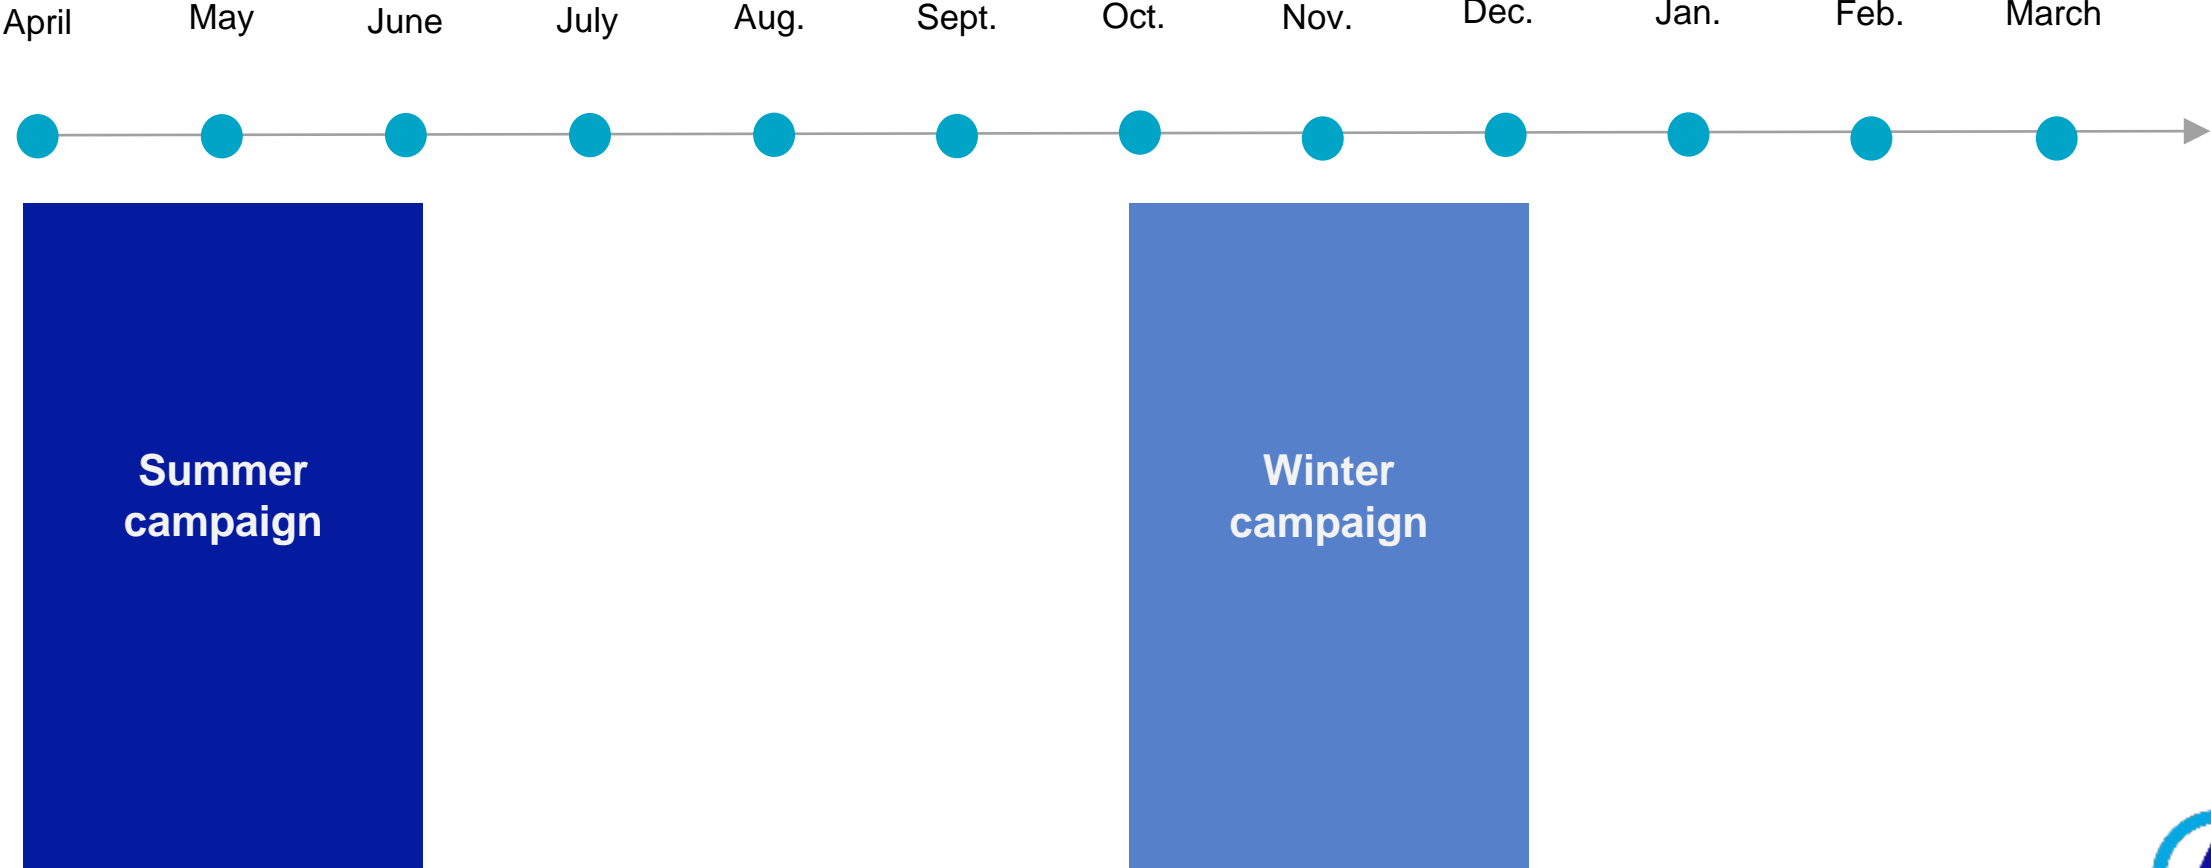 April May June July Aug. Sept. Oct. Nov. Dec. Jan. Feb. March
Summer
campaign
Winter
campaign